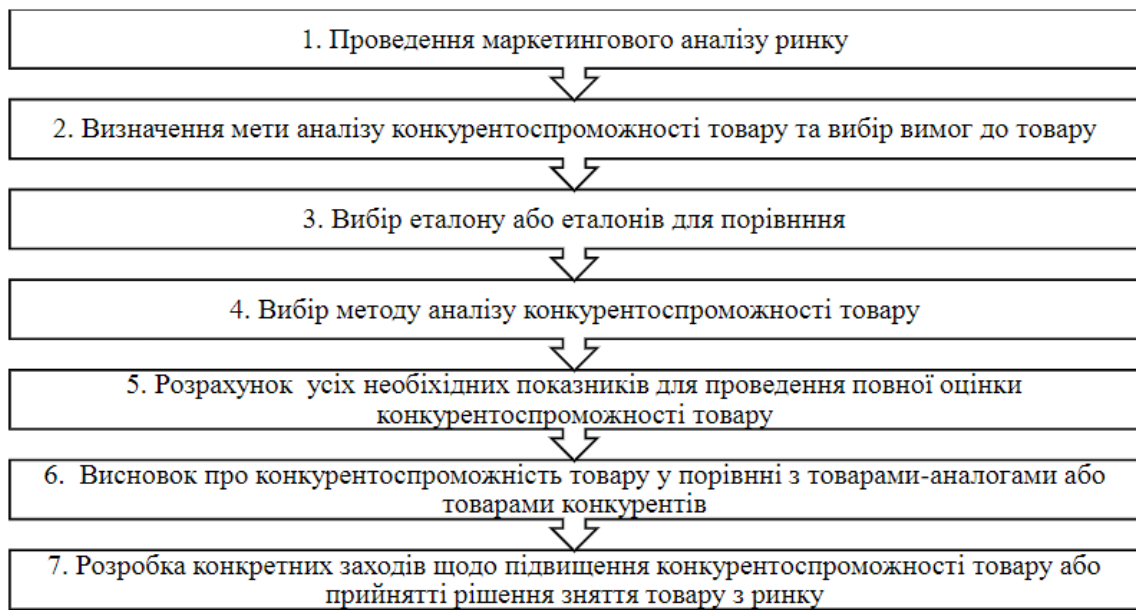 1. Проведення маркетингового аналізу ринку
2. Визначення мети аналізу конкурентоспроможності товару та вибір вимог до товару
3. Вибір еталону або еталонів для порівнння
4. Вибір методу аналізу конкурентоспроможності товару
5. Розрахунок усіх необіхідних показників для проведення повної оцінки
конкурентоспроможності товару
6. Висновок про конкурентоспроможність товару у порівнні з товарами-аналогами або
товарами конкурентів
7. Розробка конкретних заходів щодо підвищення конкурентоспроможності товару або
прийнятті рішення зняття товару з ринку